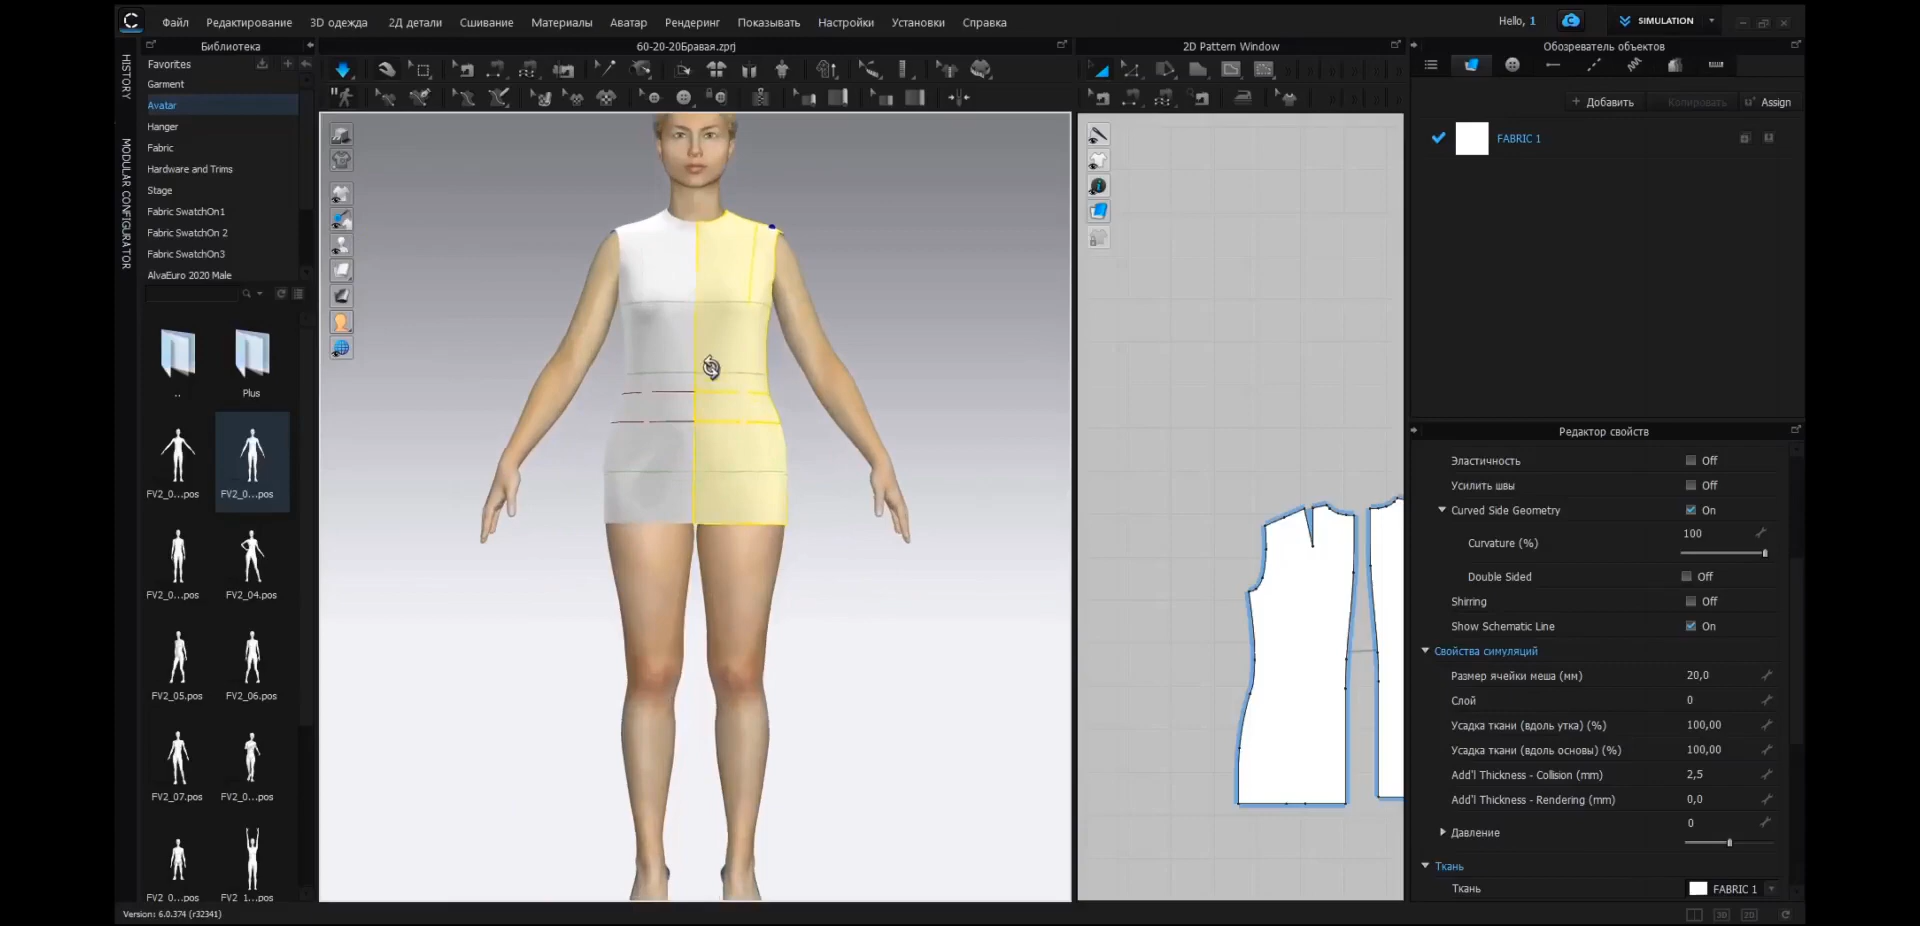 Файл Редактирование 3D одежда 2Д детали Сшивание Материалы Аватар Рендеринг Показывать Настройки Установки Справка Hello, 1 SIMULATION
HISTORY
MODULAR CONFIGURATOR
Библиотека
Favorites
Garment
Avatar
Hanger
Fabric
Hardware and Trims
Stage
Fabric SwatchOn1
Fabric SwatchOn 2
Fabric SwatchOn3
AlvaEuro 2020 Male
.. Plus
FV2_0...pos FV2_0...pos
FV2_0...pos FV2_04.pos
FV2_05.pos FV2_06.pos
FV2_07.pos FV2_0...pos
FV2_0...pos FV2_1...pos
Version: 6.0.374 (r32341)
60-20-20Бравая.zprj
2D Pattern Window
Обозреватель объектов
+ Добавить Копировать Assign
FABRIC 1
Редактор свойств
Эластичность Off
Усилить швы Off
Curved Side Geometry On
Curvature (%) 100
Double Sided Off
Shirring Off
Show Schematic Line On
Свойства симуляций
Размер ячейки меша (мм) 20,0
Слой 0
Усадка ткани (вдоль утка) (%) 100,00
Усадка ткани (вдоль основы) (%) 100,00
Add'l Thickness - Collision (mm) 2,5
Add'l Thickness - Rendering (mm) 0,0
Давление 0
Ткань
Ткань FABRIC 1
3D 2D